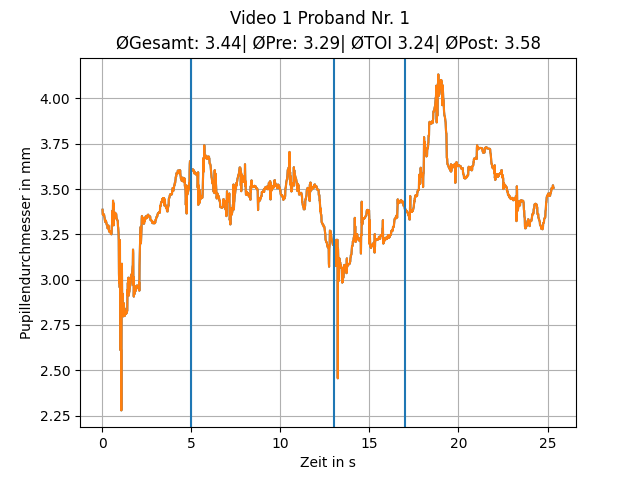 Video 1 Proband Nr. 1
ØGesamt: 3.44| ØPre: 3.29| ØTOI 3.24| ØPost: 3.58
4.00
3.75
3.50
3.25
3.00
2.75
2.50
2.25
Pupillendurchmesser in mm
0 5 10 15 20 25
Zeit in s